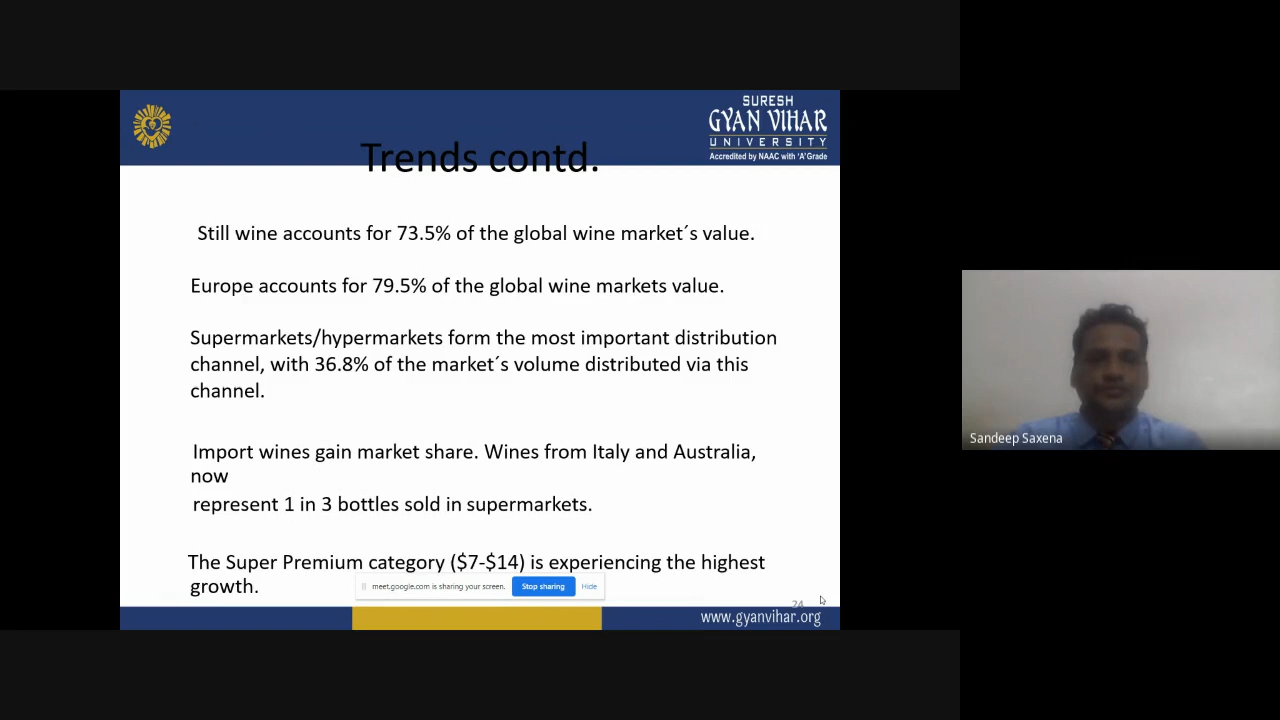 SURESH
GYAN VIHAR
UNIVERSITY
Accredited by NAAC with 'A' Grade
Trends contd.
Still wine accounts for 73.5% of the global wine market´s value.
Europe accounts for 79.5% of the global wine markets value.
Supermarkets/hypermarkets form the most important distribution
channel, with 36.8% of the market´s volume distributed via this
channel.
Import wines gain market share. Wines from Italy and Australia,
now
represent 1 in 3 bottles sold in supermarkets.
The Super Premium category ($7-$14) is experiencing the highest
growth.
meet.google.com is sharing your screen. Stop sharing Hide
24
www.gyanvihar.org
Sandeep Saxena